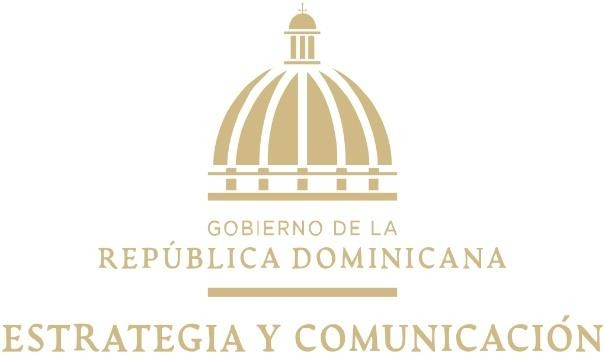 GOBIERNO DE LA
REPÚBLICA DOMINICANA
ESTRATEGIA Y COMUNICACIÓN